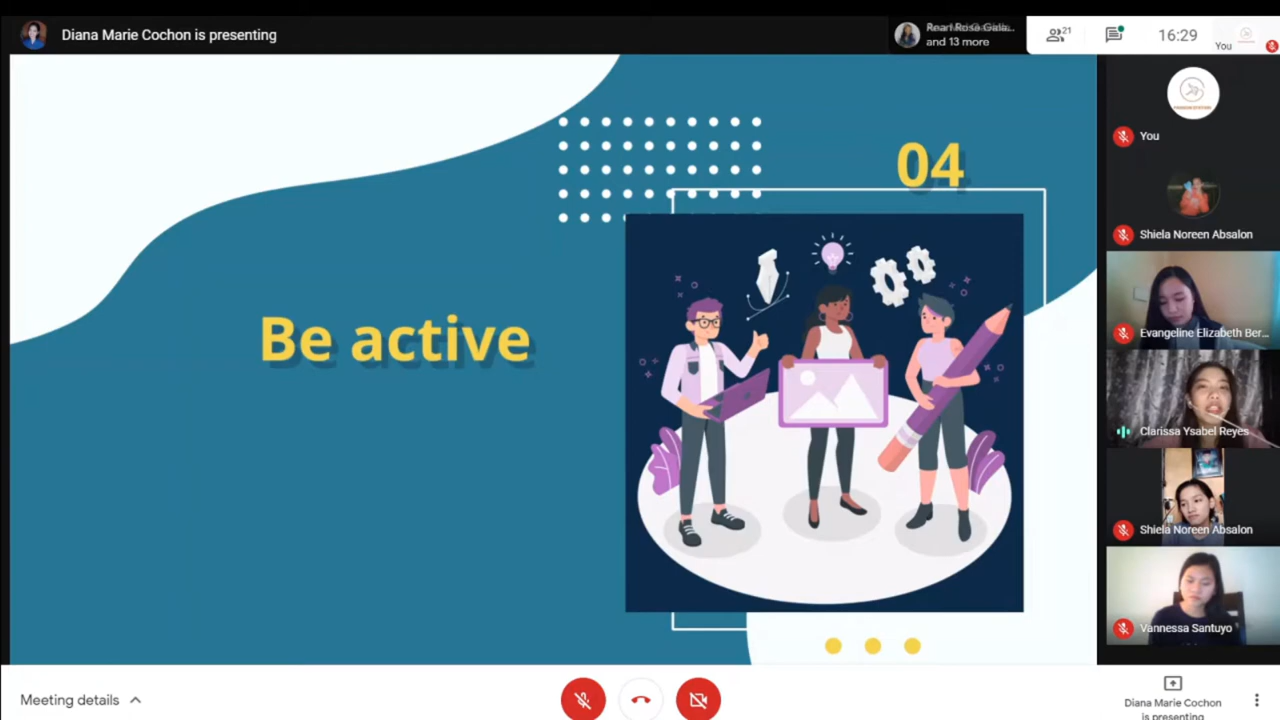 Diana Marie Cochon is presenting
and 13 more
21
16:29
You
04
Be active
You
Shiela Noreen Absalon
Evangeline Elizabeth Ber...
Clarissa Ysabel Reyes
Shiela Noreen Absalon
Vannessa Santuyo
Meeting details
Diana Marie Cochon
is presenting